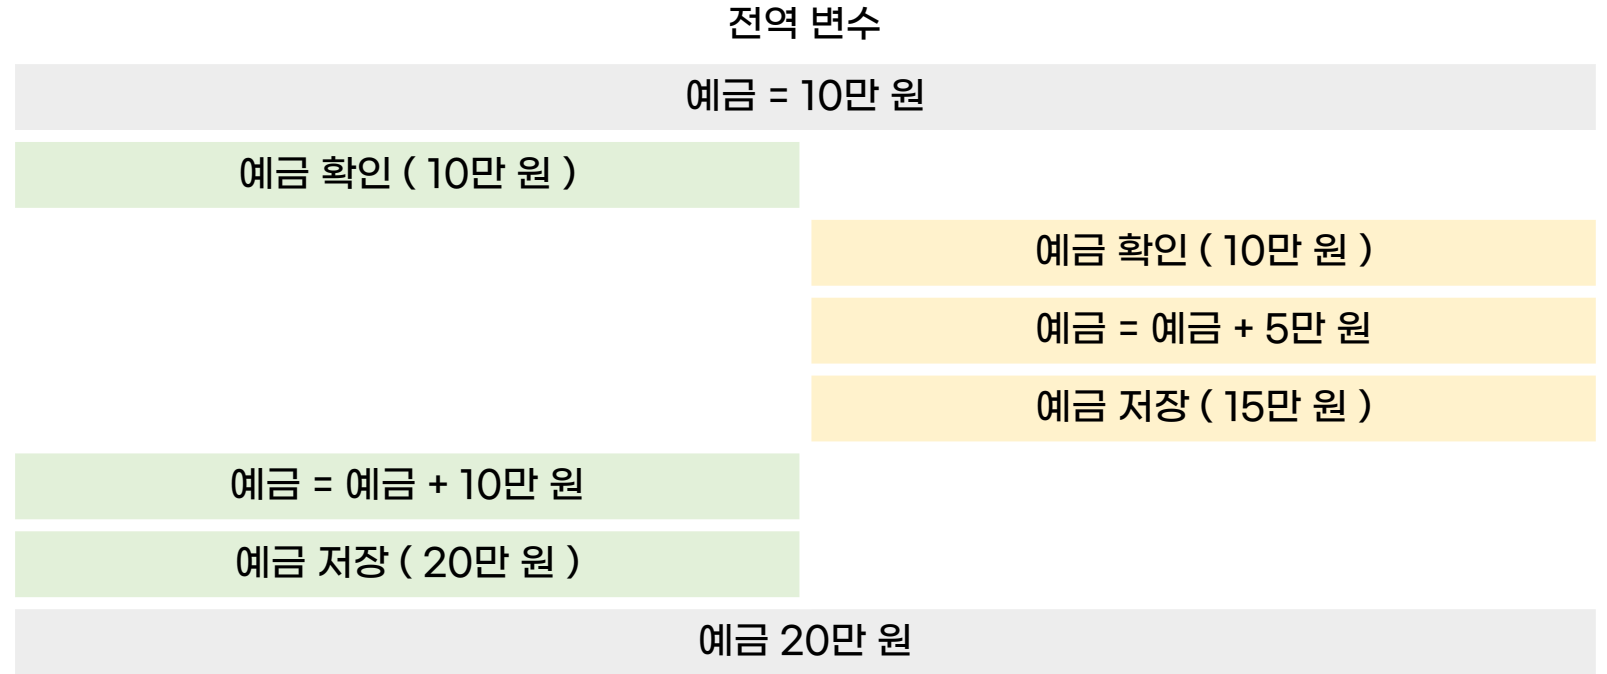 전역 변수
예금 = 10만 원
예금 확인 ( 10만 원 )
예금 확인 ( 10만 원 )
예금 = 예금 + 5만 원
예금 저장 ( 15만 원 )
예금 = 예금 + 10만 원
예금 저장 ( 20만 원 )
예금 20만 원